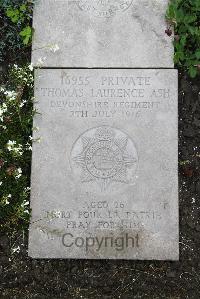 16955 PRIVATE
THOMAS LAURENCE ASH
DEVONSHIRE REGIMENT
7TH JULY 1916
AGED 26
MORT POUR LA PATRIE
PRAY FOR HIM
Copyright